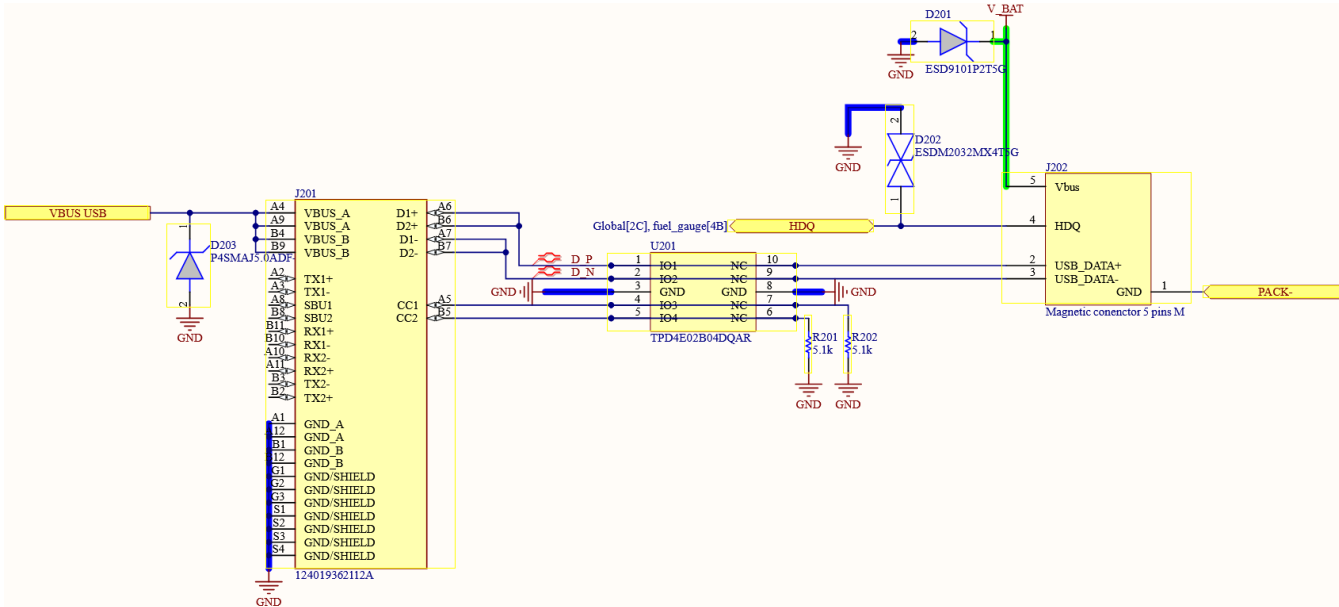 V_BAT
D201
2
1
GND
ESD9101P2T5G
2
D202
ESDM2032MX4T5G
GND
1
J202
5 Vbus
4 HDQ
2 USB_DATA+
3 USB_DATA-
GND 1
PACK-
Magnetic conenctor 5 pins M
Global[2C], fuel_gauge[4B]
HDQ
VBUS USB
1
D203
P4SMAJ5.0ADF-
2
GND
J201
A4 VBUS_A D1+ A6
A9 VBUS_A D2+ B6
B4 VBUS_B D1- A7
B9 VBUS_B D2- B7
A2 TX1+
A3 TX1-
A8 SBU1 CC1 A5
B8 SBU2 CC2 B5
B11 RX1+
B10 RX1-
A10 RX2-
A11 RX2+
B3 TX2-
B2 TX2+
A1 GND_A
A12 GND_A
B1 GND_B
B12 GND_B
G1 GND/SHIELD
G2 GND/SHIELD
G3 GND/SHIELD
S1 GND/SHIELD
S2 GND/SHIELD
S3 GND/SHIELD
S4 GND/SHIELD
124019362112A
GND
U201
D_P 1 IO1 NC 10
D_N 2 IO2 NC 9
GND 3 GND GND 8 GND
4 IO3 NC 7
5 IO4 NC 6
TPD4E02B04DQAR
R201
5.1k
R202
5.1k
GND
GND